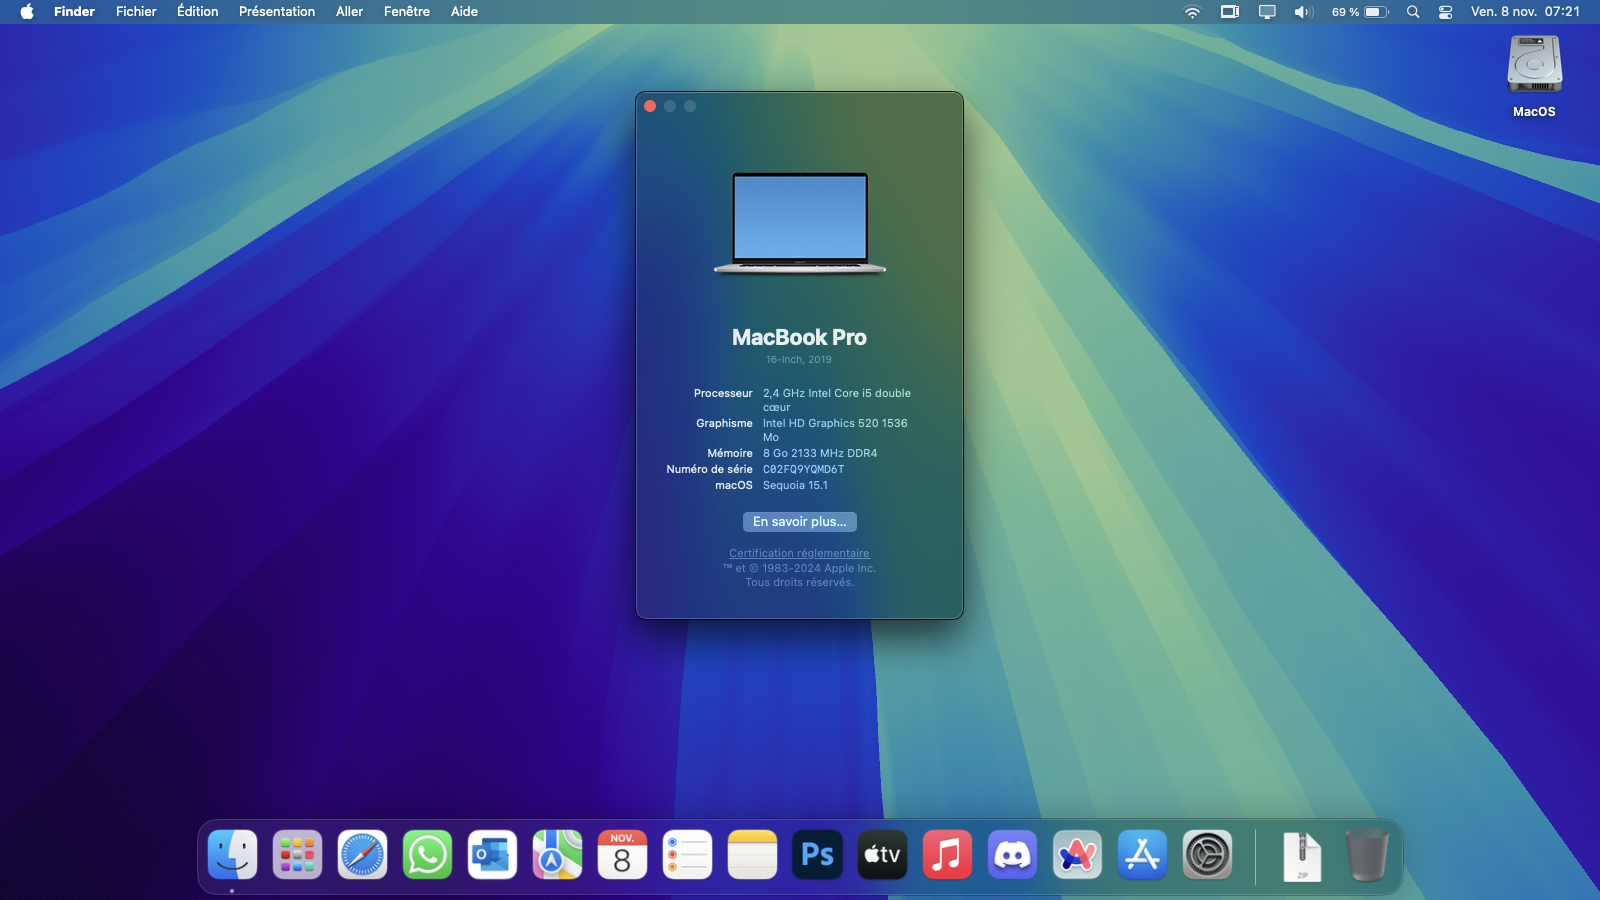 Finder Fichier Édition Présentation Aller Fenêtre Aide 69 % Ven. 8 nov. 07:21
MacOS
MacBook Pro
16-inch, 2019
Processeur 2,4 GHz Intel Core i5 double
cœur
Graphisme Intel HD Graphics 520 1536
Mo
Mémoire 8 Go 2133 MHz DDR4
Numéro de série C02FQ9YQMD6T
macOS Sequoia 15.1
En savoir plus...
Certification réglementaire
™ et © 1983-2024 Apple Inc.
Tous droits réservés.
NOV.
8
Ps
tv
ZIP